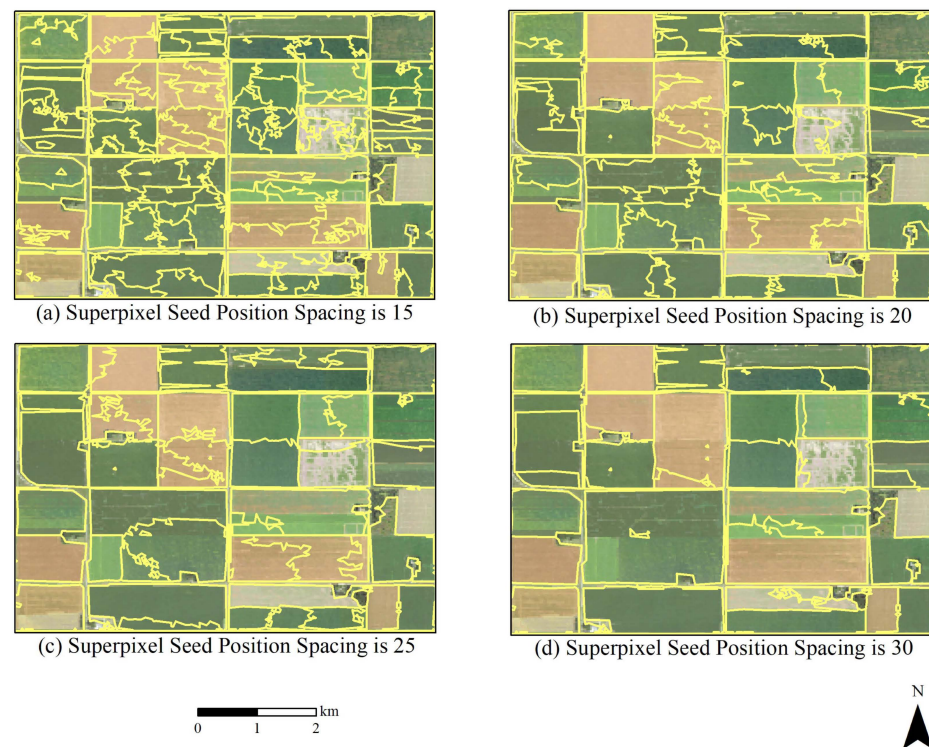 (a) Superpixel Seed Position Spacing is 15
(b) Superpixel Seed Position Spacing is 20
(c) Superpixel Seed Position Spacing is 25
(d) Superpixel Seed Position Spacing is 30
km
0 1 2
N